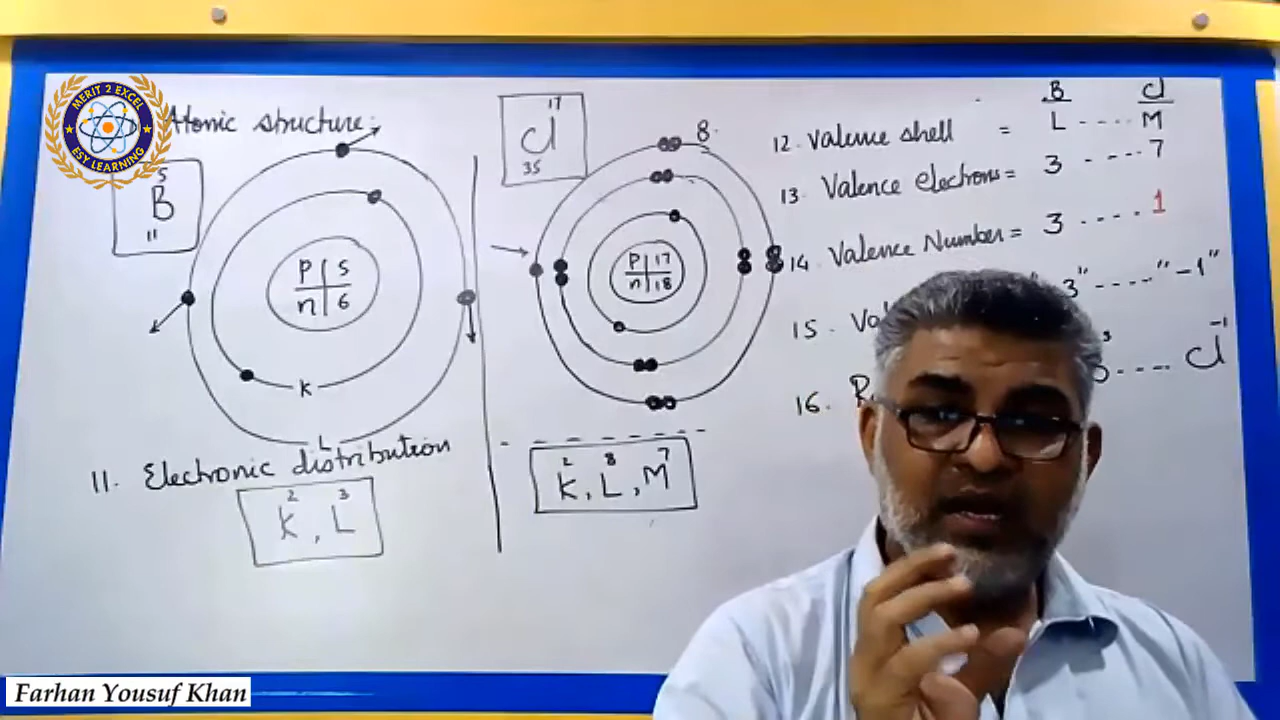 MERIT 2 EXCEL
ESY LEARNING
Atomic structure:
5
B
11
P 5
n 6
K
L
11. Electronic distribution
2 3
K, L
17
Cl
35
8.
P 17
n 18
2 8 7
K, L, M
B Cl
12. Valence shell = L ---- M
13. Valence electrons = 3 ---- 7
14. Valence Number = 3 ---- 1
15. 3" ----"-1"
16. R ---- Cl -1
Farhan Yousuf Khan